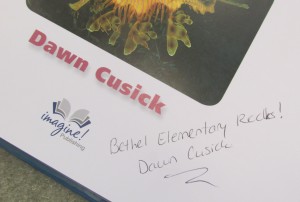 Dawn Cusick
imagine!
Publishing
Bethel Elementary Rocks!
Dawn Cusick